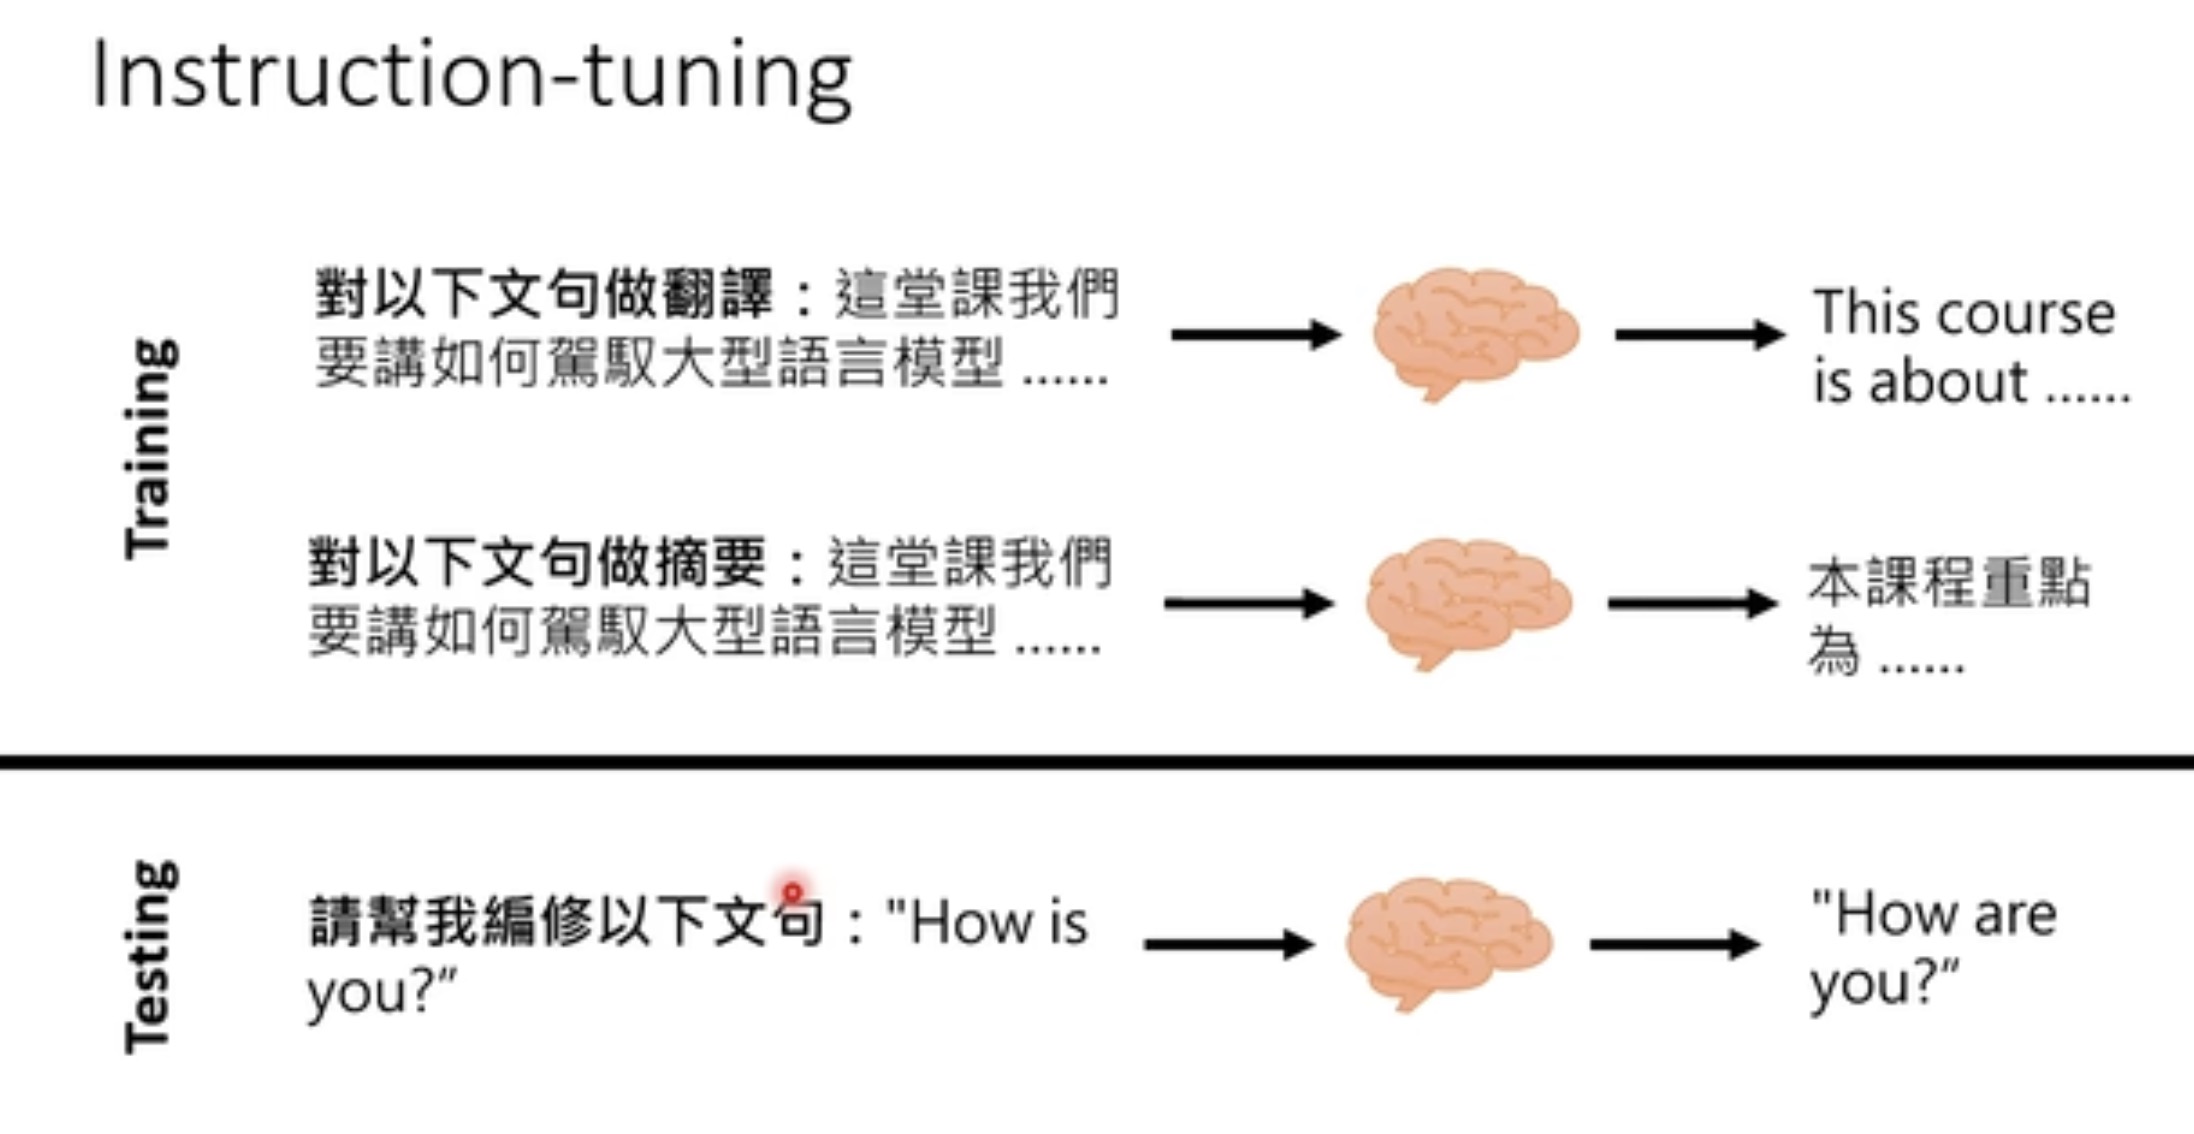 Instruction-tuning
Training
對以下文句做翻譯：這堂課我們
要講如何駕馭大型語言模型 ......
This course
is about ......
對以下文句做摘要：這堂課我們
要講如何駕馭大型語言模型 ......
本課程重點
為 ......
Testing
請幫我編修以下文句："How is
you?”
"How are
you?”